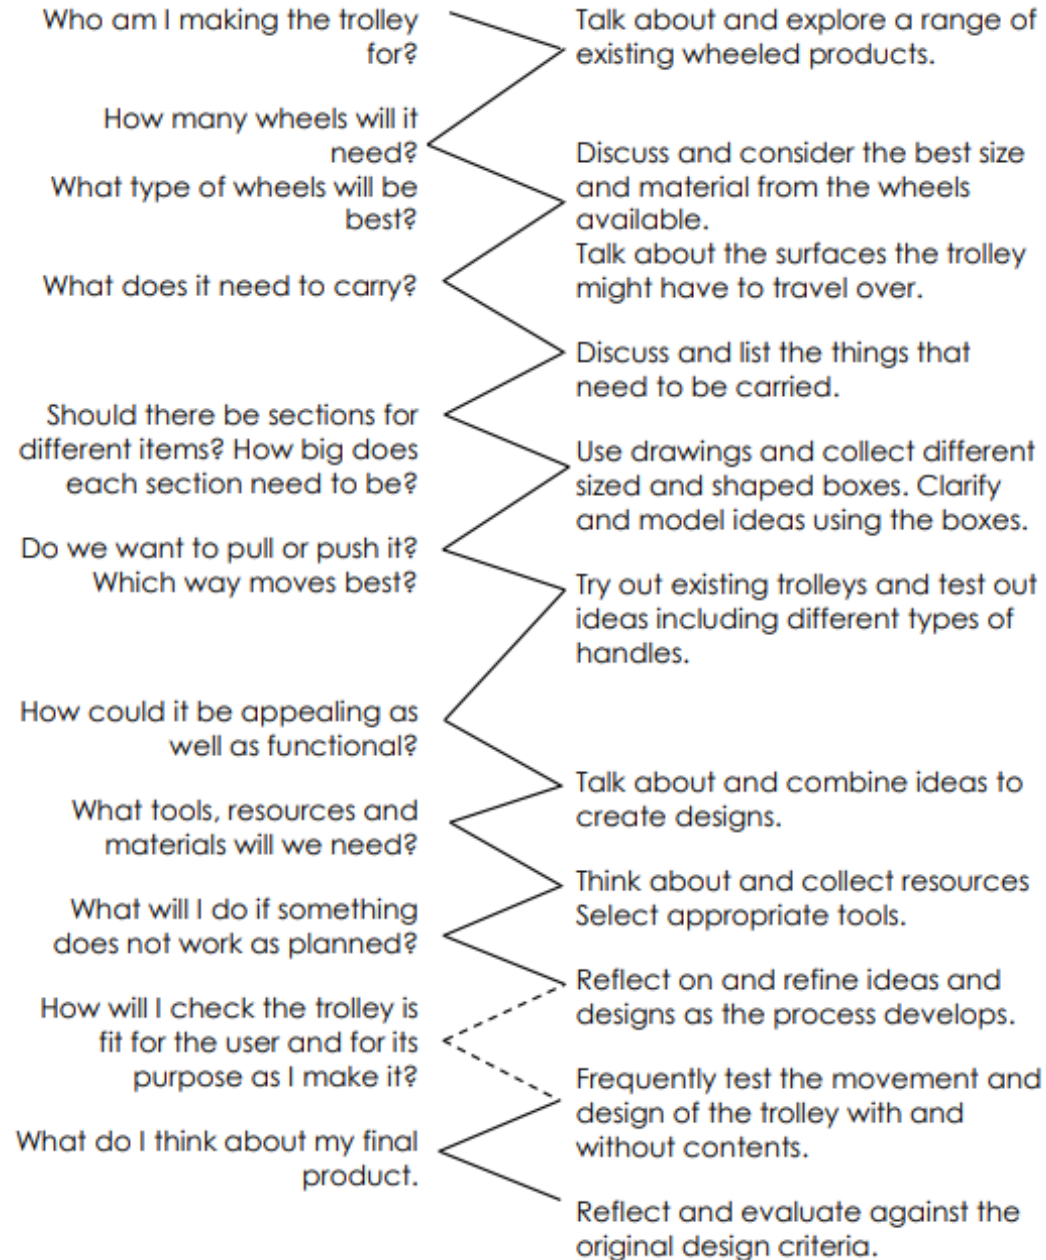 Who am I making the trolley
for?
Talk about and explore a range of
existing wheeled products.
How many wheels will it
need?
What type of wheels will be
best?
Discuss and consider the best size
and material from the wheels
available.
Talk about the surfaces the trolley
might have to travel over.
What does it need to carry?
Discuss and list the things that
need to be carried.
Should there be sections for
different items? How big does
each section need to be?
Use drawings and collect different
sized and shaped boxes. Clarify
and model ideas using the boxes.
Do we want to pull or push it?
Which way moves best?
Try out existing trolleys and test out
ideas including different types of
handles.
How could it be appealing as
well as functional?
Talk about and combine ideas to
create designs.
What tools, resources and
materials will we need?
Think about and collect resources
Select appropriate tools.
What will I do if something
does not work as planned?
Reflect on and refine ideas and
designs as the process develops.
How will I check the trolley is
fit for the user and for its
purpose as I make it?
Frequently test the movement and
design of the trolley with and
without contents.
What do I think about my final
product.
Reflect and evaluate against the
original design criteria.